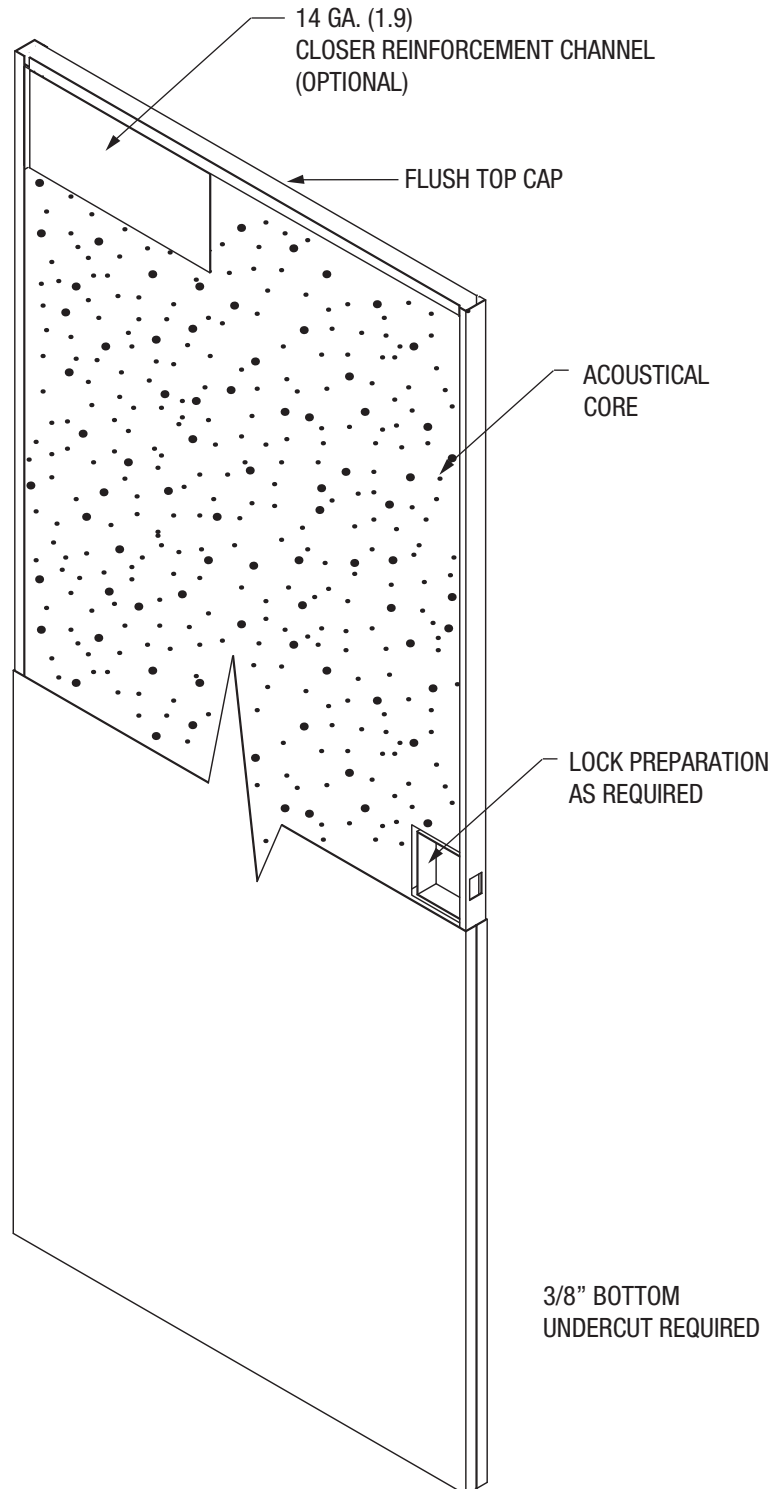 14 GA. (1.9)
CLOSER REINFORCEMENT CHANNEL
(OPTIONAL)
FLUSH TOP CAP
ACOUSTICAL
CORE
LOCK PREPARATION
AS REQUIRED
3/8” BOTTOM
UNDERCUT REQUIRED